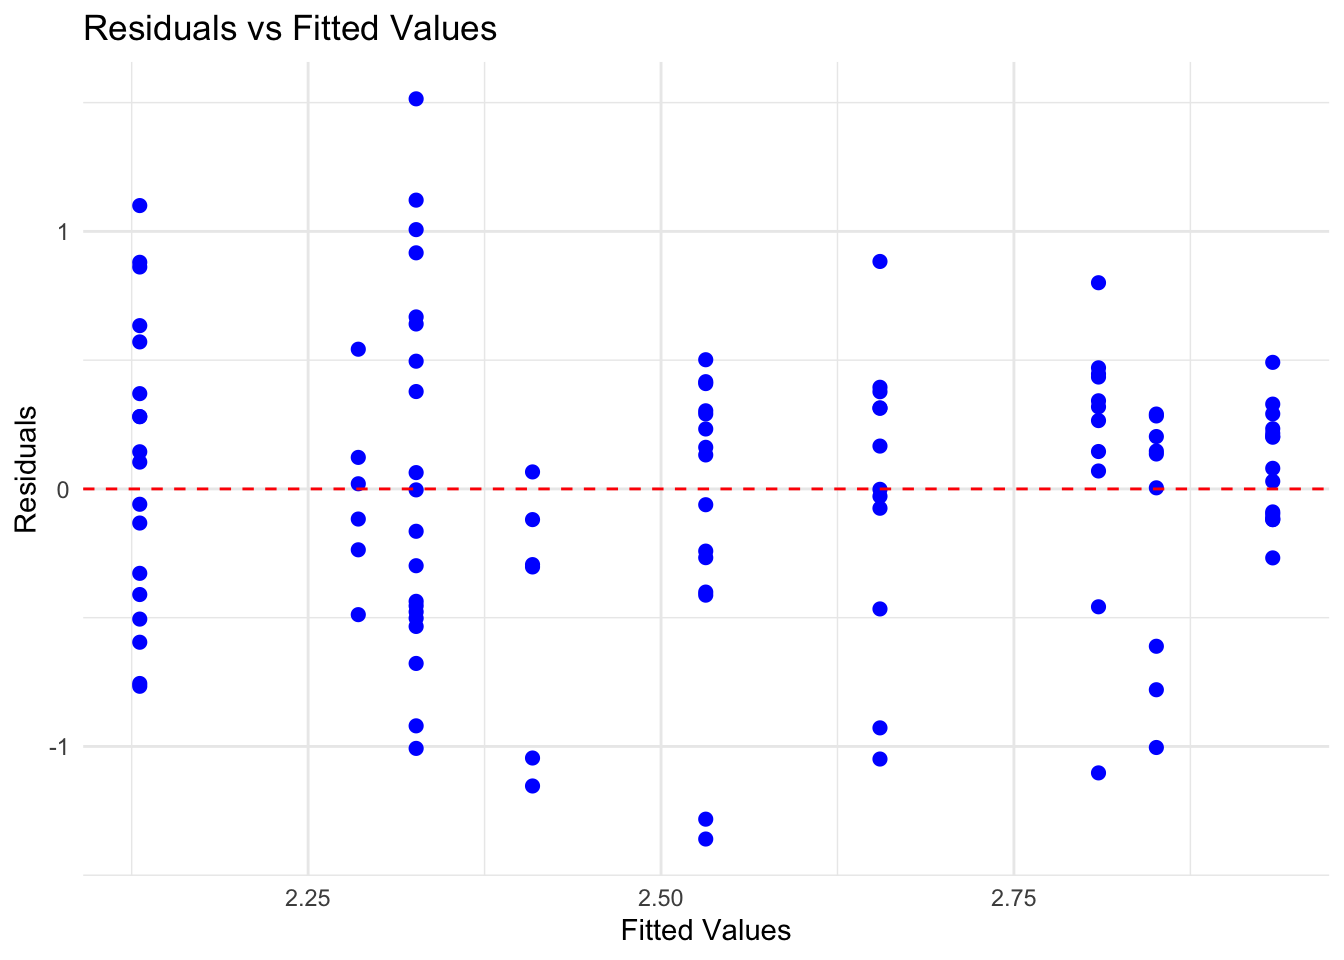 Residuals vs Fitted Values
1
0
-1
Residuals
2.25
2.50
2.75
Fitted Values